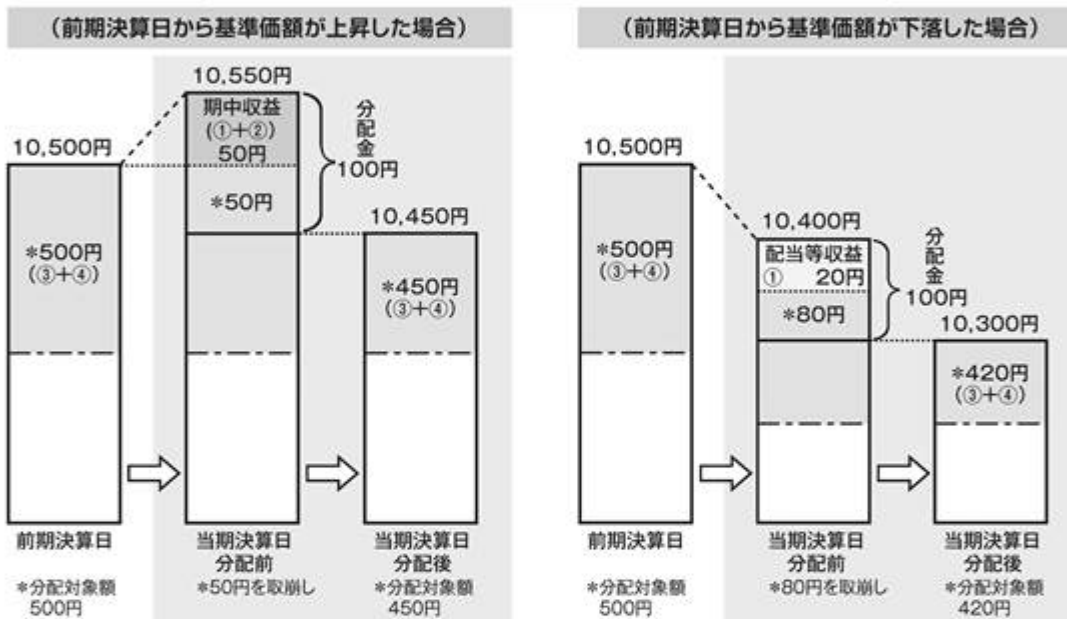 (前期決算日から基準価額が上昇した場合)
10,500円
*500円
(③+④)
10,550円
期中収益
(①+②)
50円
*50円
分配金
100円
10,450円
*450円
(③+④)
前期決算日
当期決算日
分配前
当期決算日
分配後
*分配対象額
500円
*50円を取崩し
*分配対象額
450円
(前期決算日から基準価額が下落した場合)
10,500円
*500円
(③+④)
10,400円
配当等収益
① 20円
*80円
分配金
100円
10,300円
*420円
(③+④)
前期決算日
当期決算日
分配前
当期決算日
分配後
*分配対象額
500円
*80円を取崩し
*分配対象額
420円